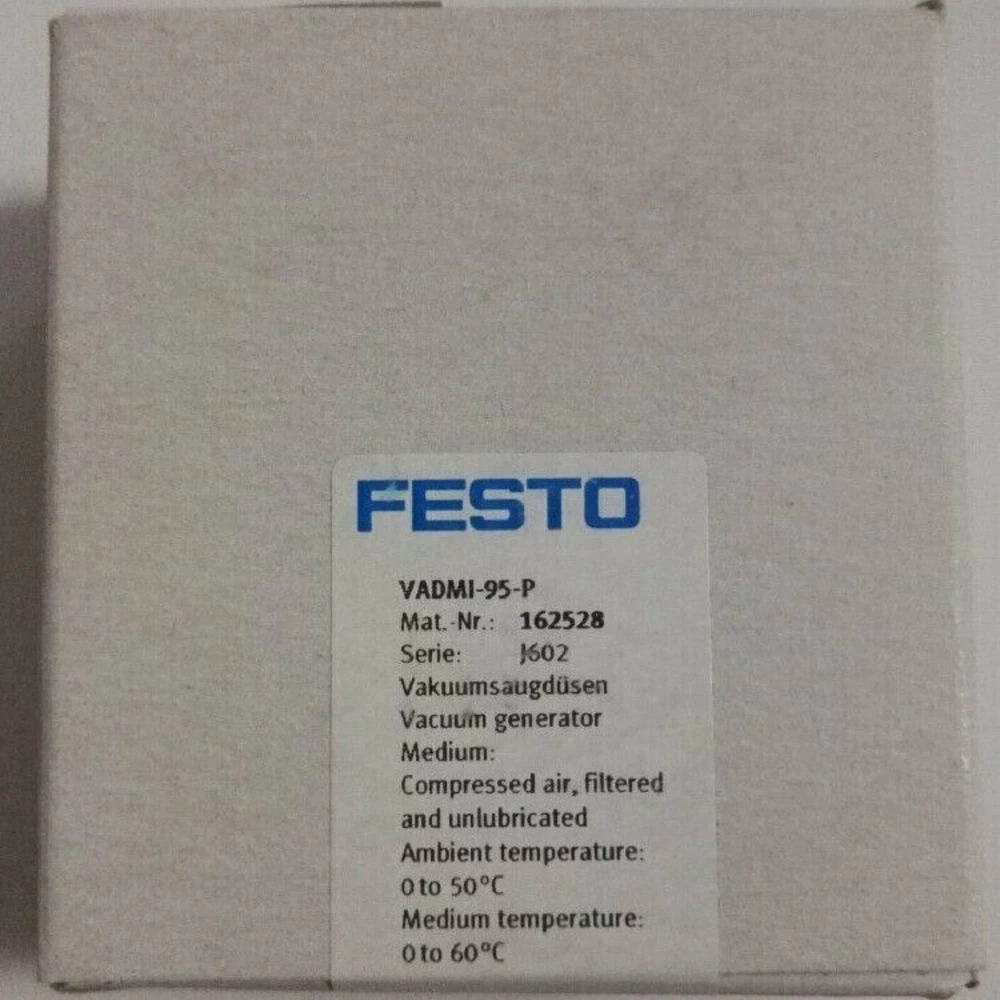 FESTO
VADMI-95-P
Mat.-Nr.: 162528
Serie: J602
Vakuumsaugdüsen
Vacuum generator
Medium:
Compressed air, filtered
and unlubricated
Ambient temperature:
0 to 50°C
Medium temperature:
0 to 60°C